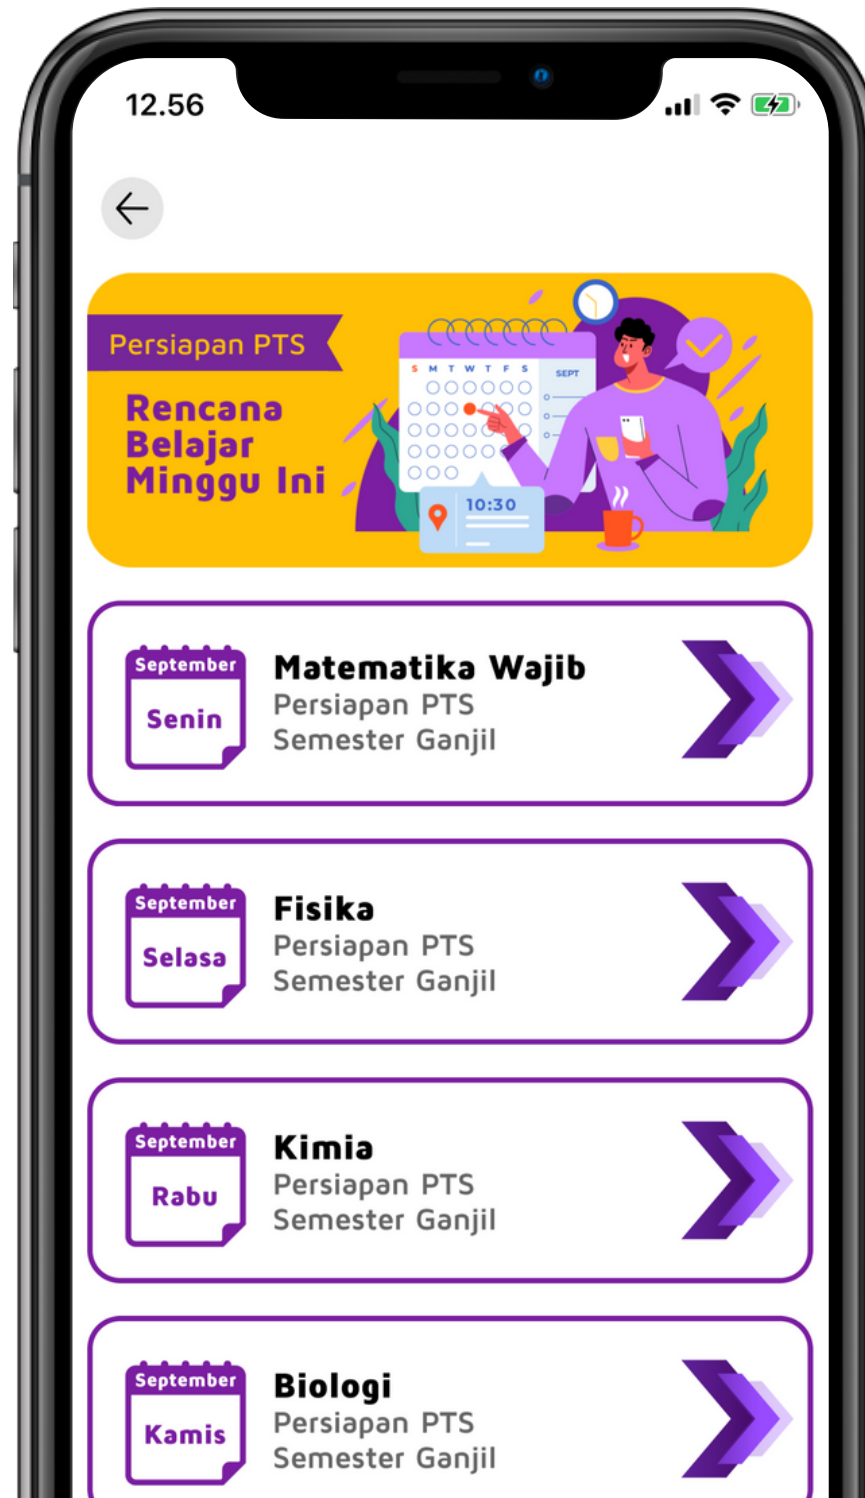 12.56
Persiapan PTS
Rencana
Belajar
Minggu Ini
S M T W T F S
SEPT
10:30
September
Senin
Matematika Wajib
Persiapan PTS
Semester Ganjil
September
Selasa
Fisika
Persiapan PTS
Semester Ganjil
September
Rabu
Kimia
Persiapan PTS
Semester Ganjil
September
Kamis
Biologi
Persiapan PTS
Semester Ganjil